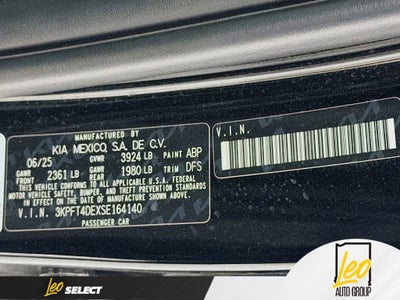 MANUFACTURED BY
KIA MEXICO, S.A. DE C.V.
06/25 GVWR 3924 LB PAINT ABP
GAWR 2361 LB GAWR 1980 LB TRIM DFS
THIS VEHICLE CONFORMS TO ALL APPLICABLE U.S. FEDERAL
MOTOR VEHICLE SAFETY, BUMPER, AND THEFT PREVENTION
STANDARDS IN EFFECT ON THE DATE OF MANUFACTURE SHOWN ABOVE.
V.I.N. 3KPFT4DEXSE164140
PASSENGER CAR
V.I.N.
Leo SELECT
Leo
AUTO GROUP